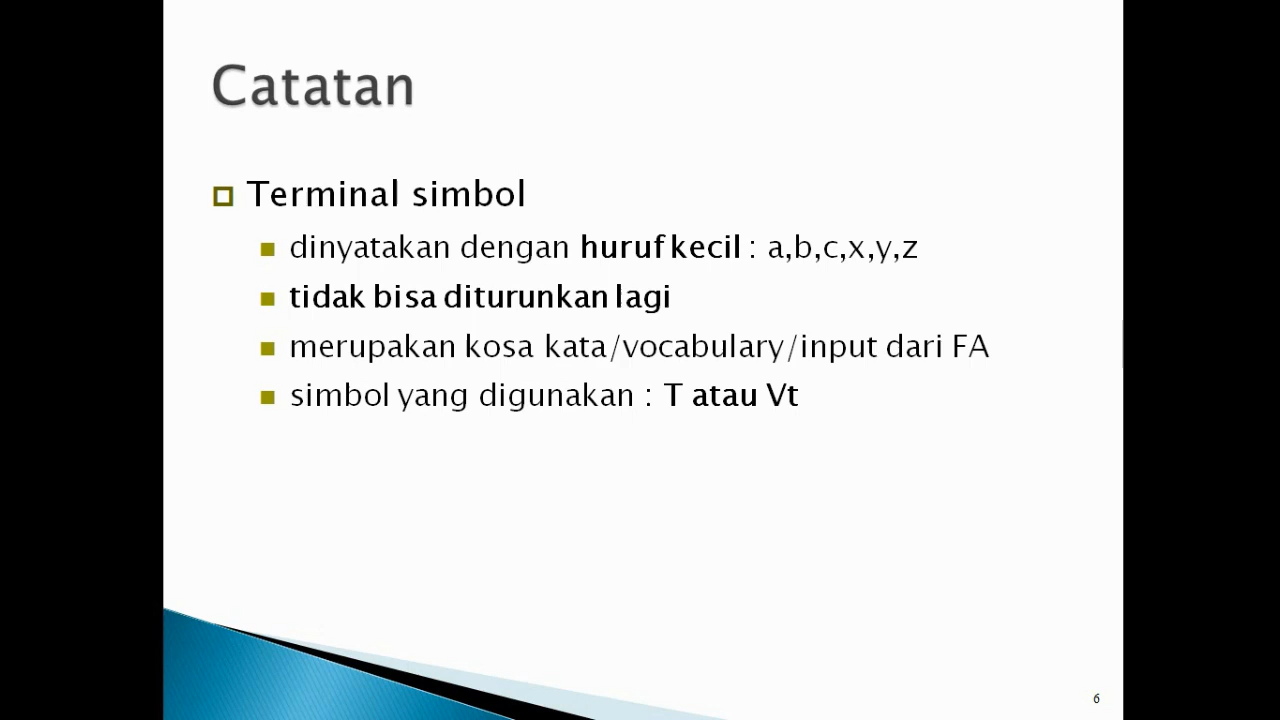 Catatan
Terminal simbol
dinyatakan dengan huruf kecil : a,b,c,x,y,z
tidak bisa diturunkan lagi
merupakan kosa kata/vocabulary/input dari FA
simbol yang digunakan : T atau Vt
6